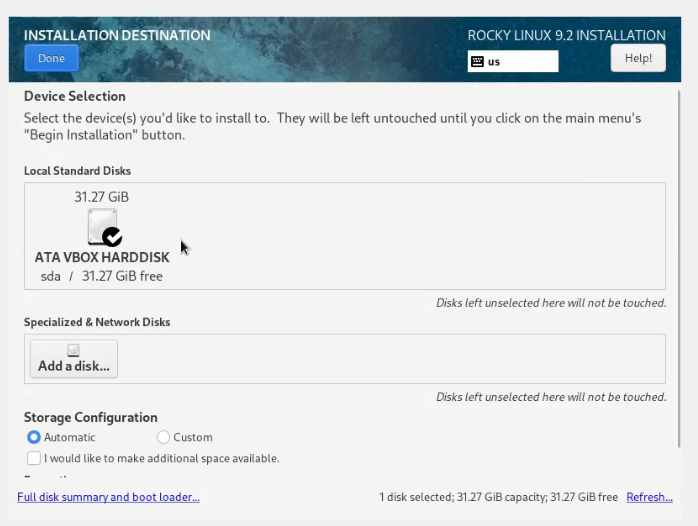 INSTALLATION DESTINATION
ROCKY LINUX 9.2 INSTALLATION
Done
us
Help!
Device Selection
Select the device(s) you'd like to install to. They will be left untouched until you click on the main menu's
"Begin Installation" button.
Local Standard Disks
31.27 GiB
ATA VBOX HARDDISK
sda / 31.27 GiB free
Disks left unselected here will not be touched.
Specialized & Network Disks
Add a disk...
Disks left unselected here will not be touched.
Storage Configuration
Automatic
Custom
I would like to make additional space available.
Full disk summary and boot loader...
1 disk selected; 31.27 GiB capacity; 31.27 GiB free
Refresh...